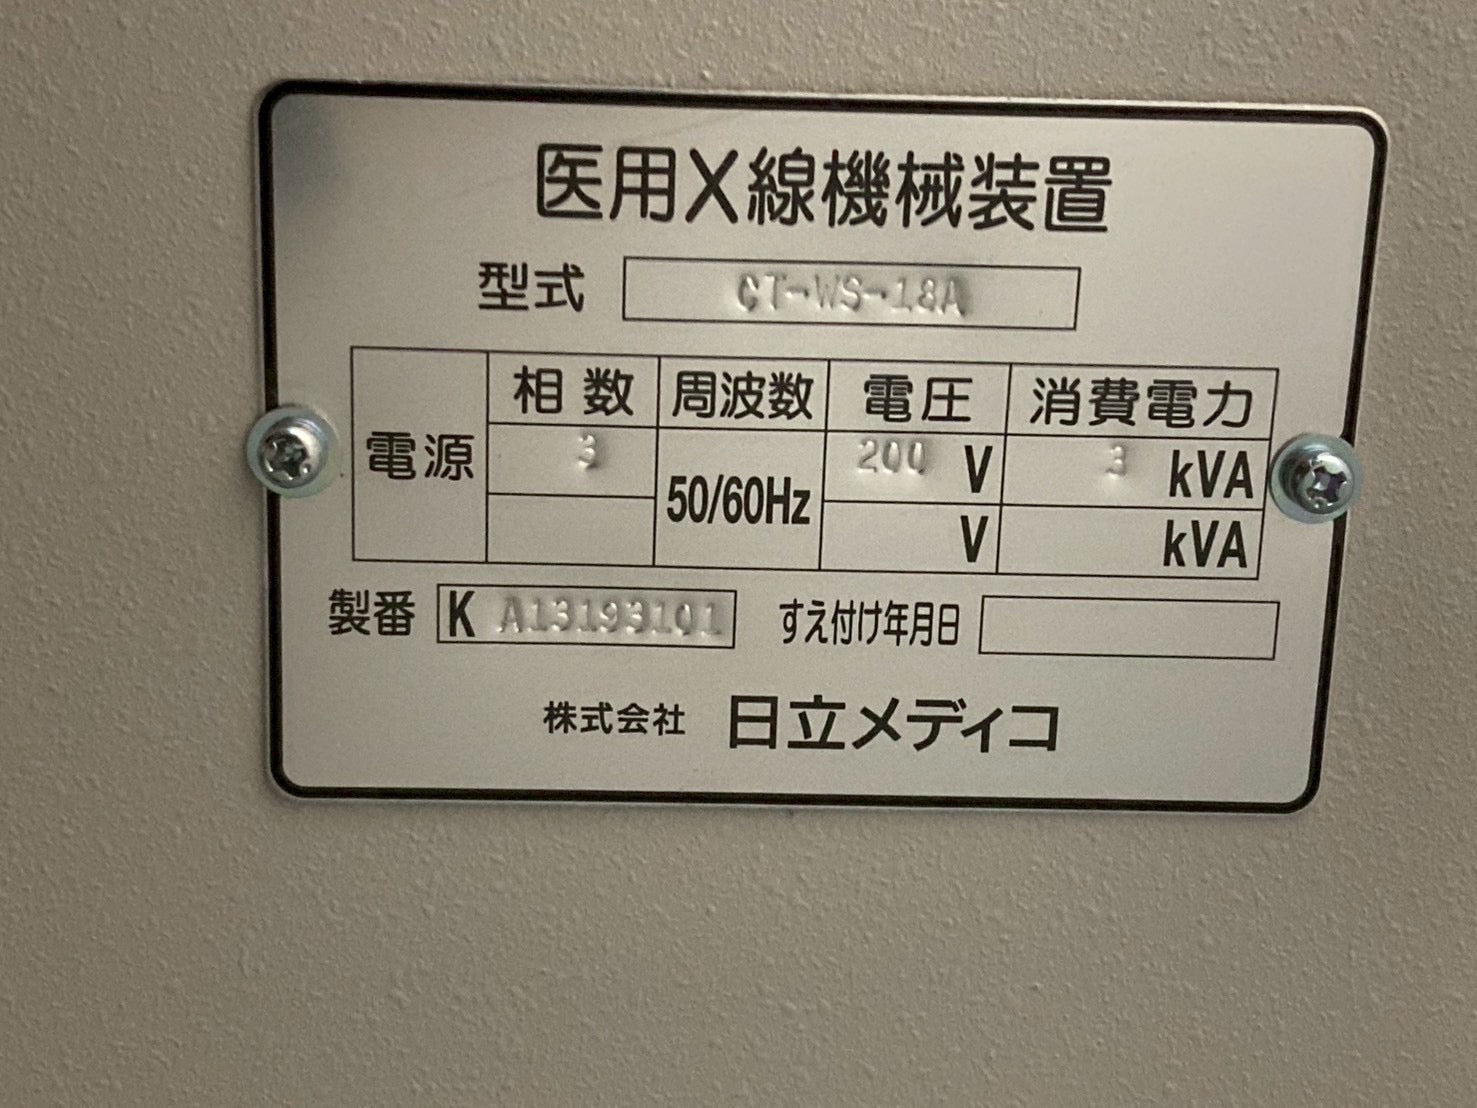 医用X線機械装置
型式 CT-WS-18A
電源 相数 周波数 電圧 消費電力
3 50/60Hz 200 V 3 kVA
V kVA
製番 K A13193101 すえ付け年月日
株式会社 日立メディコ